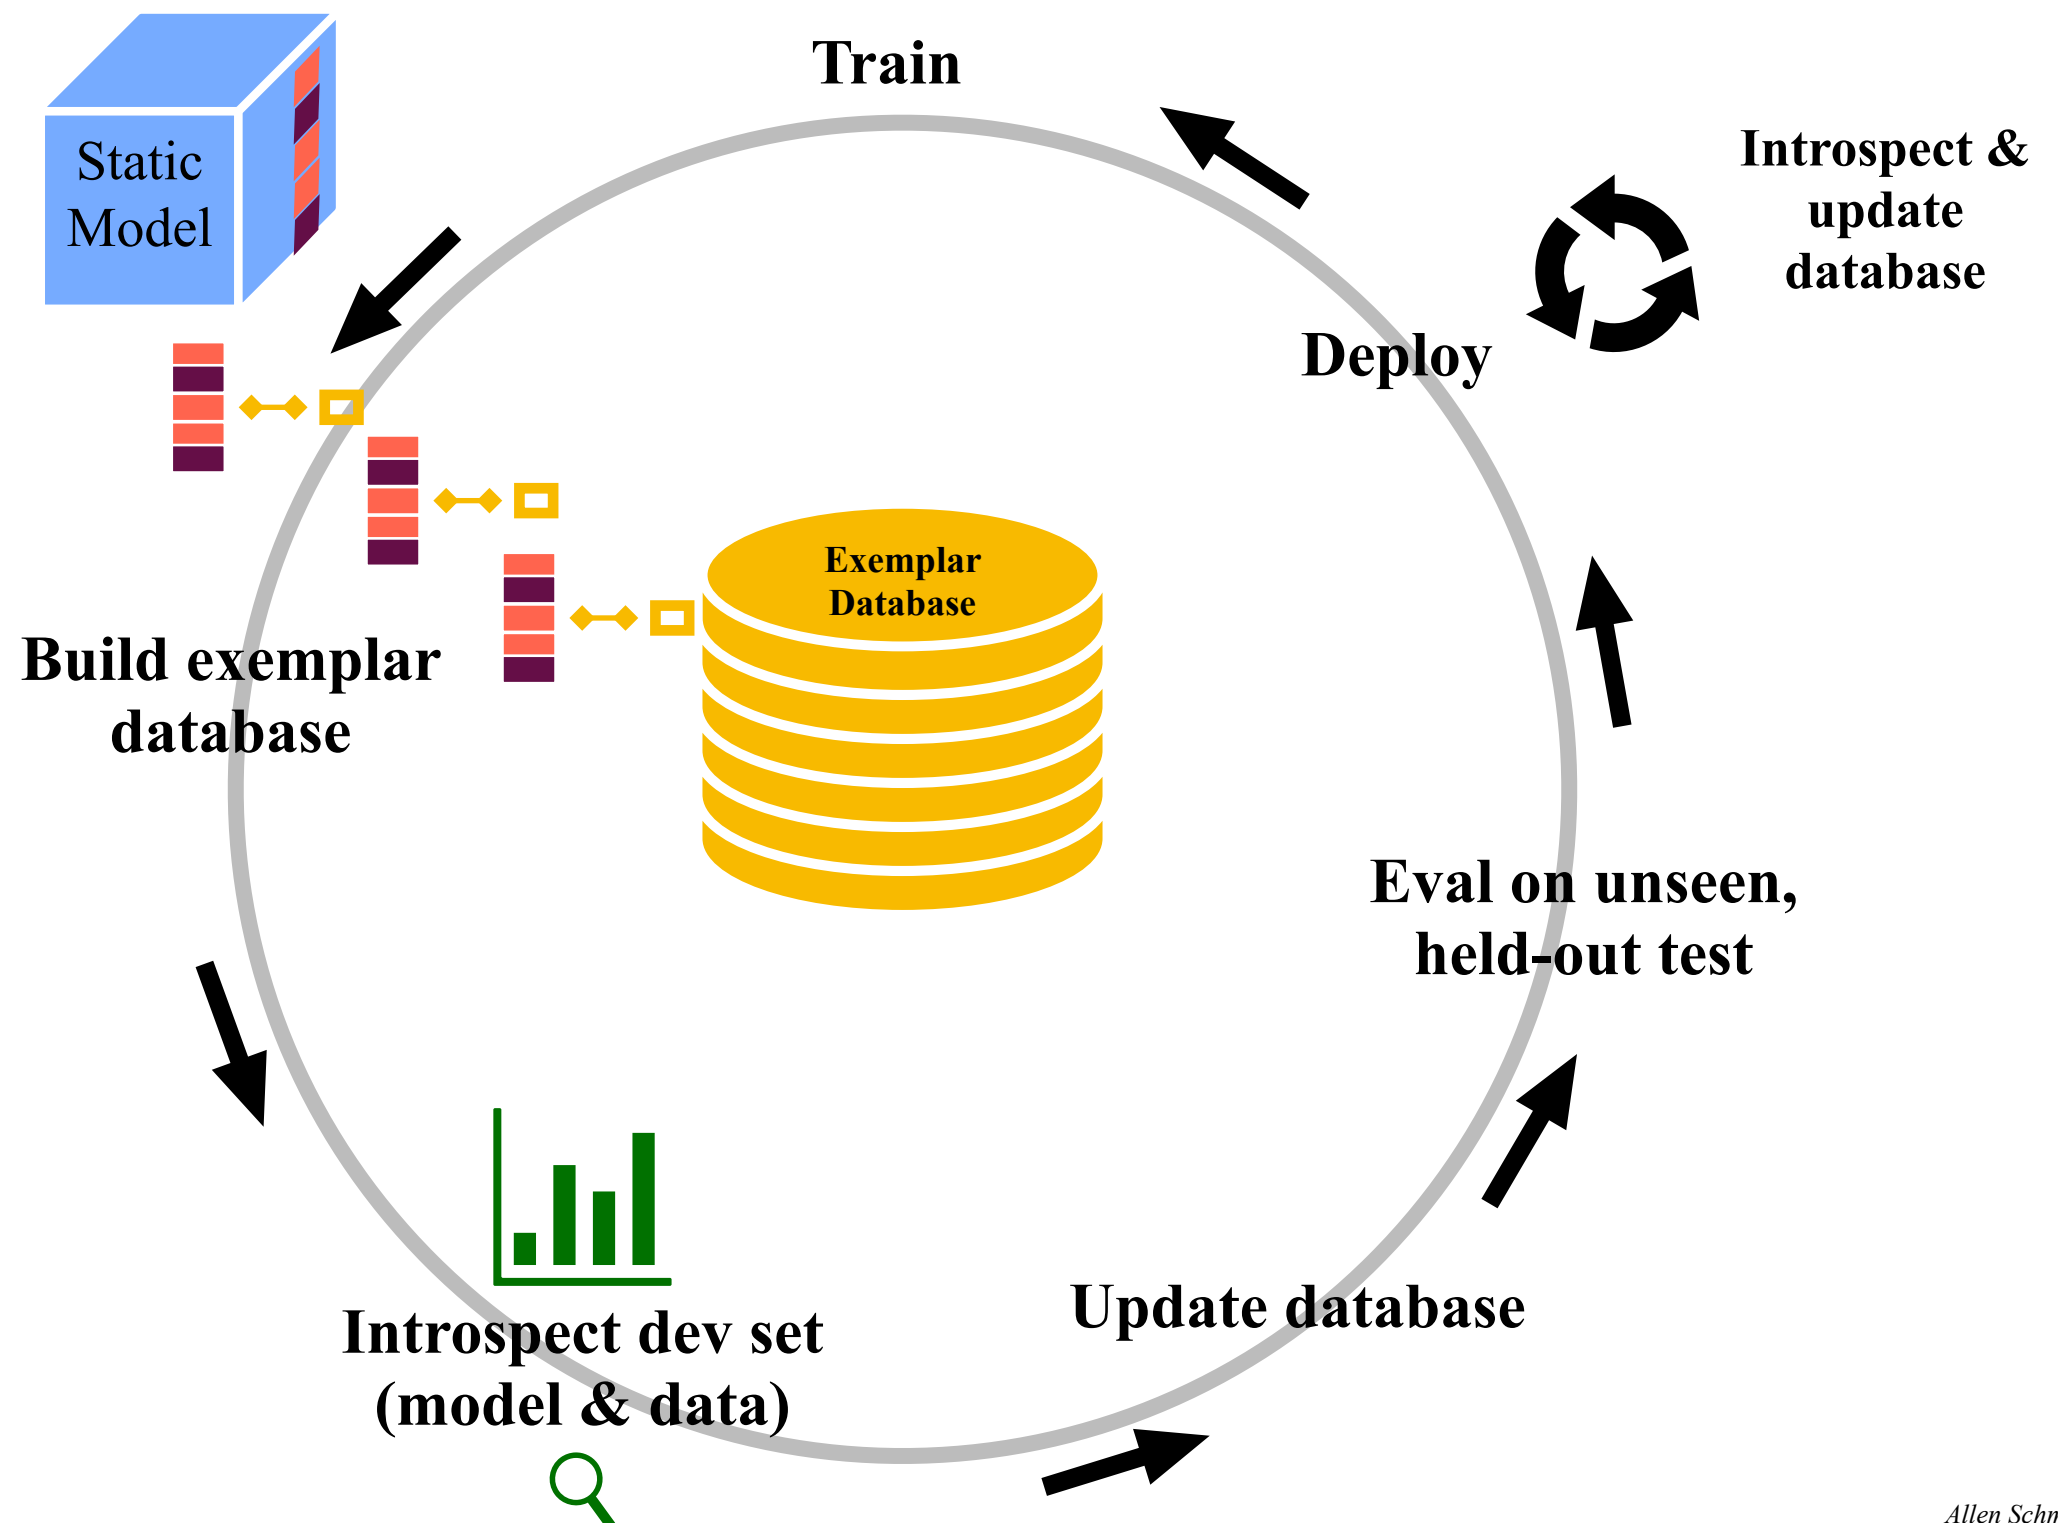 Train
Static
Model
Introspect &
update
database
Deploy
Exemplar
Database
Build exemplar
database
Eval on unseen,
held-out test
Update database
Introspect dev set
(model & data)
Allen